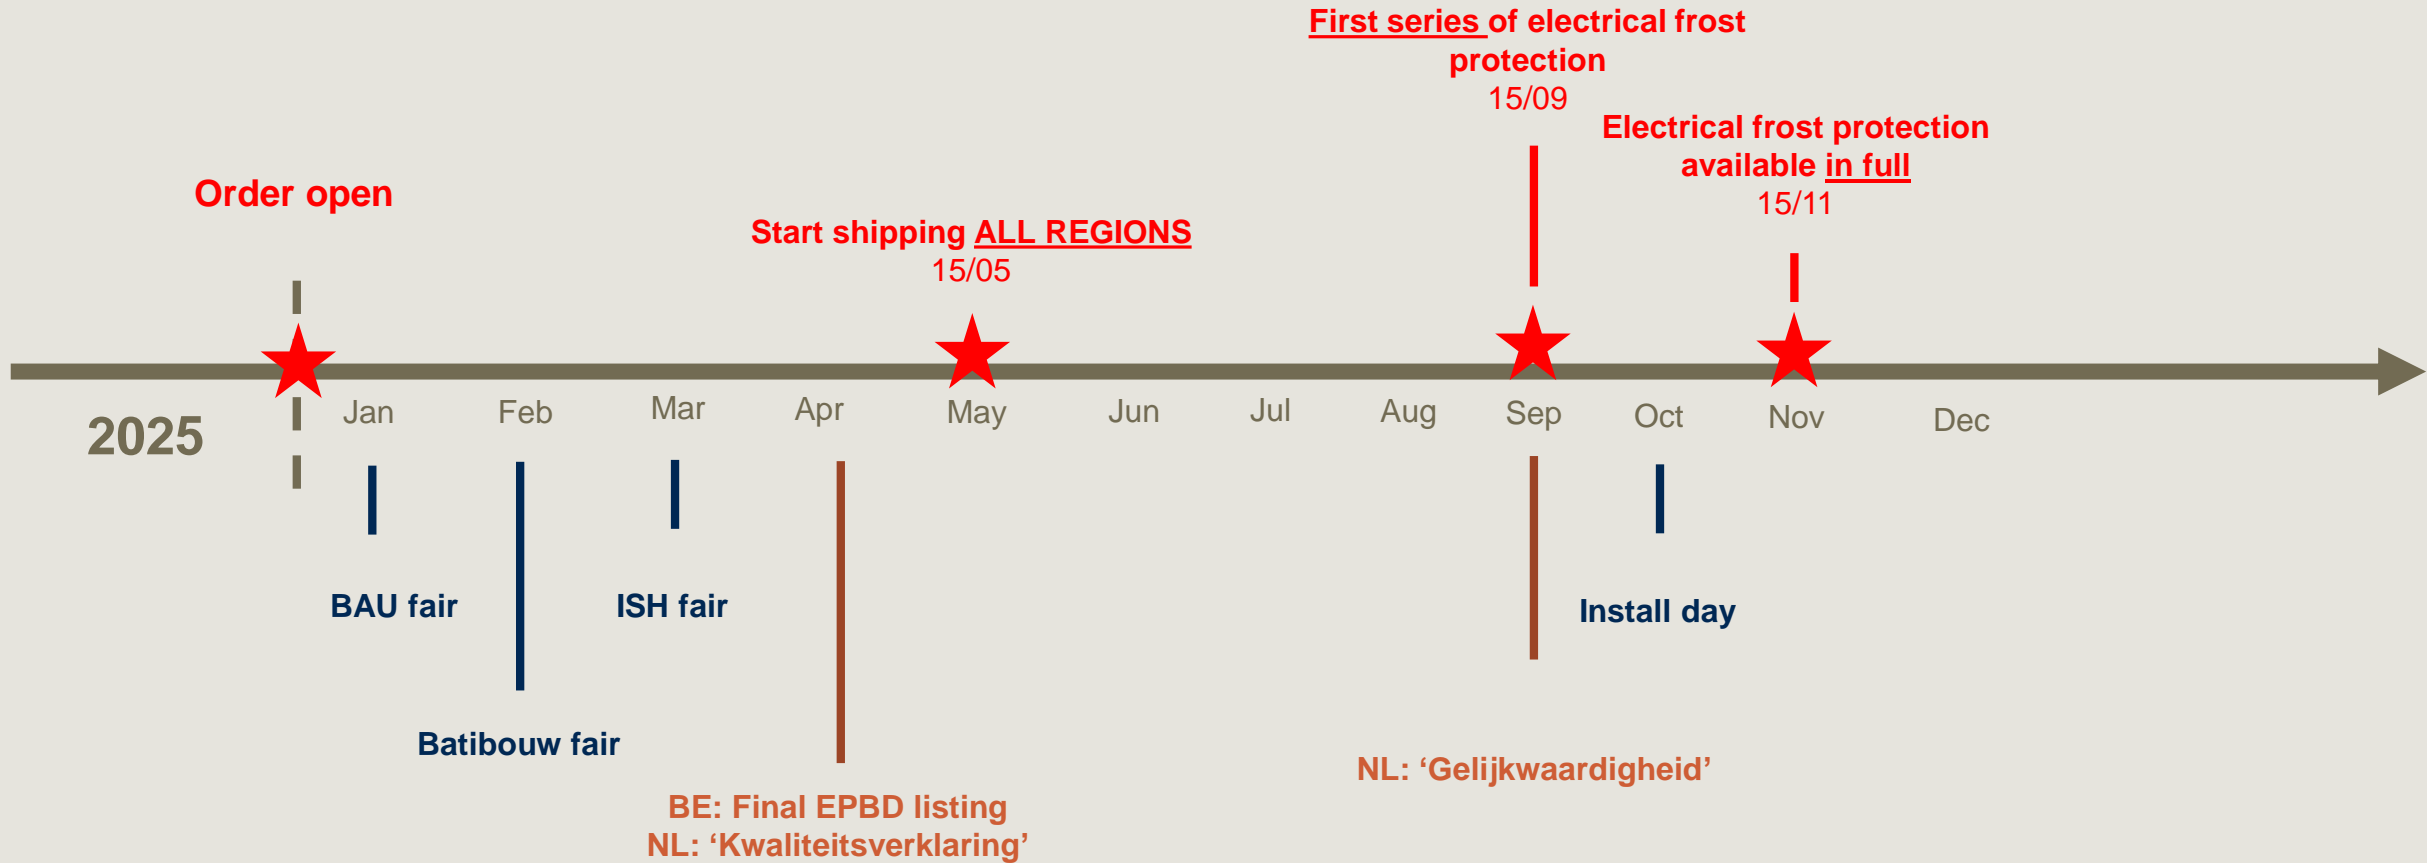 First series of electrical frost
protection
15/09
Electrical frost protection
available in full
15/11
Order open
Start shipping ALL REGIONS
15/05
2025
Jan
Feb
Mar
Apr
May
Jun
Jul
Aug
Sep
Oct
Nov
Dec
BAU fair
ISH fair
Install day
Batibouw fair
NL: ‘Gelijkwaardigheid’
BE: Final EPBD listing
NL: ‘Kwaliteitsverklaring’